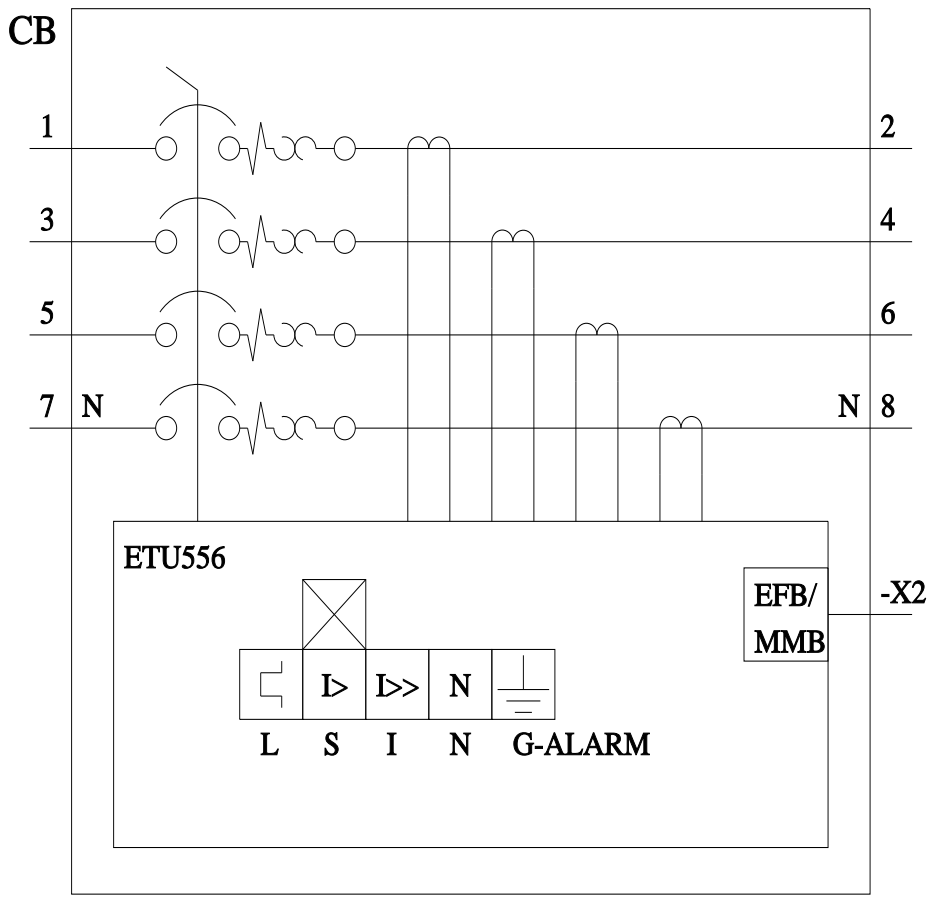 CB
1 2
3 4
5 6
7 N N 8
ETU556
EFB/ -X2
MMB
I> I>> N
L S I N G-ALARM